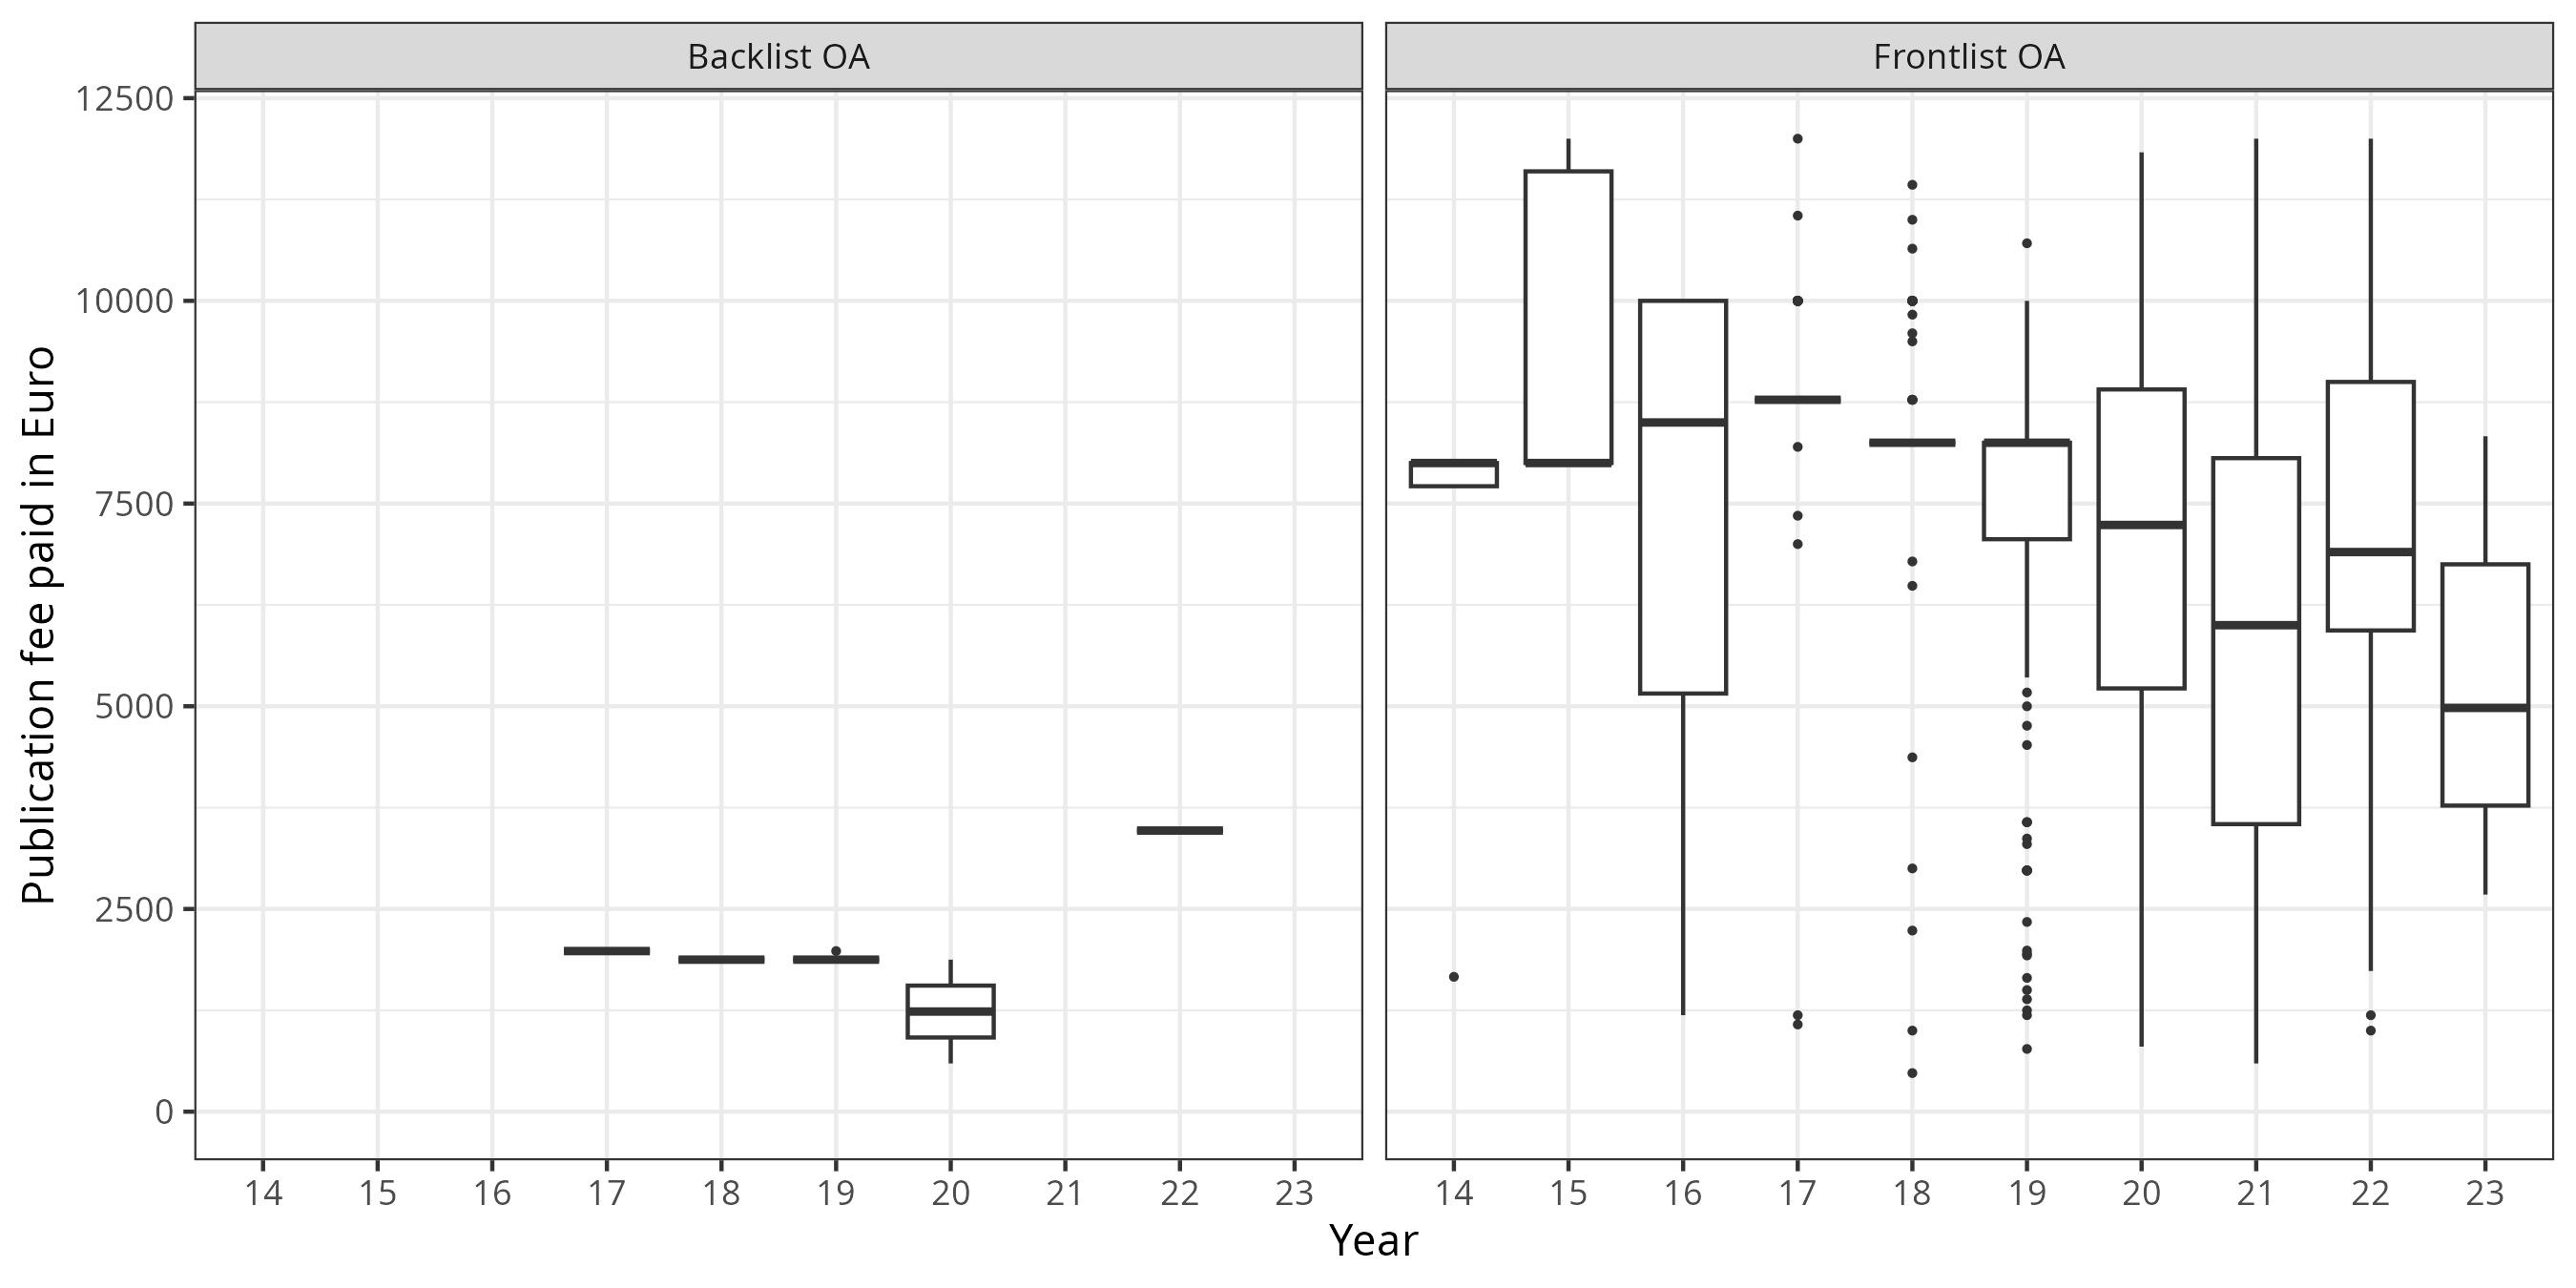 Backlist OA
Frontlist OA
Publication fee paid in Euro
12500
10000
7500
5000
2500
0
14 15 16 17 18 19 20 21 22 23
14 15 16 17 18 19 20 21 22 23
Year